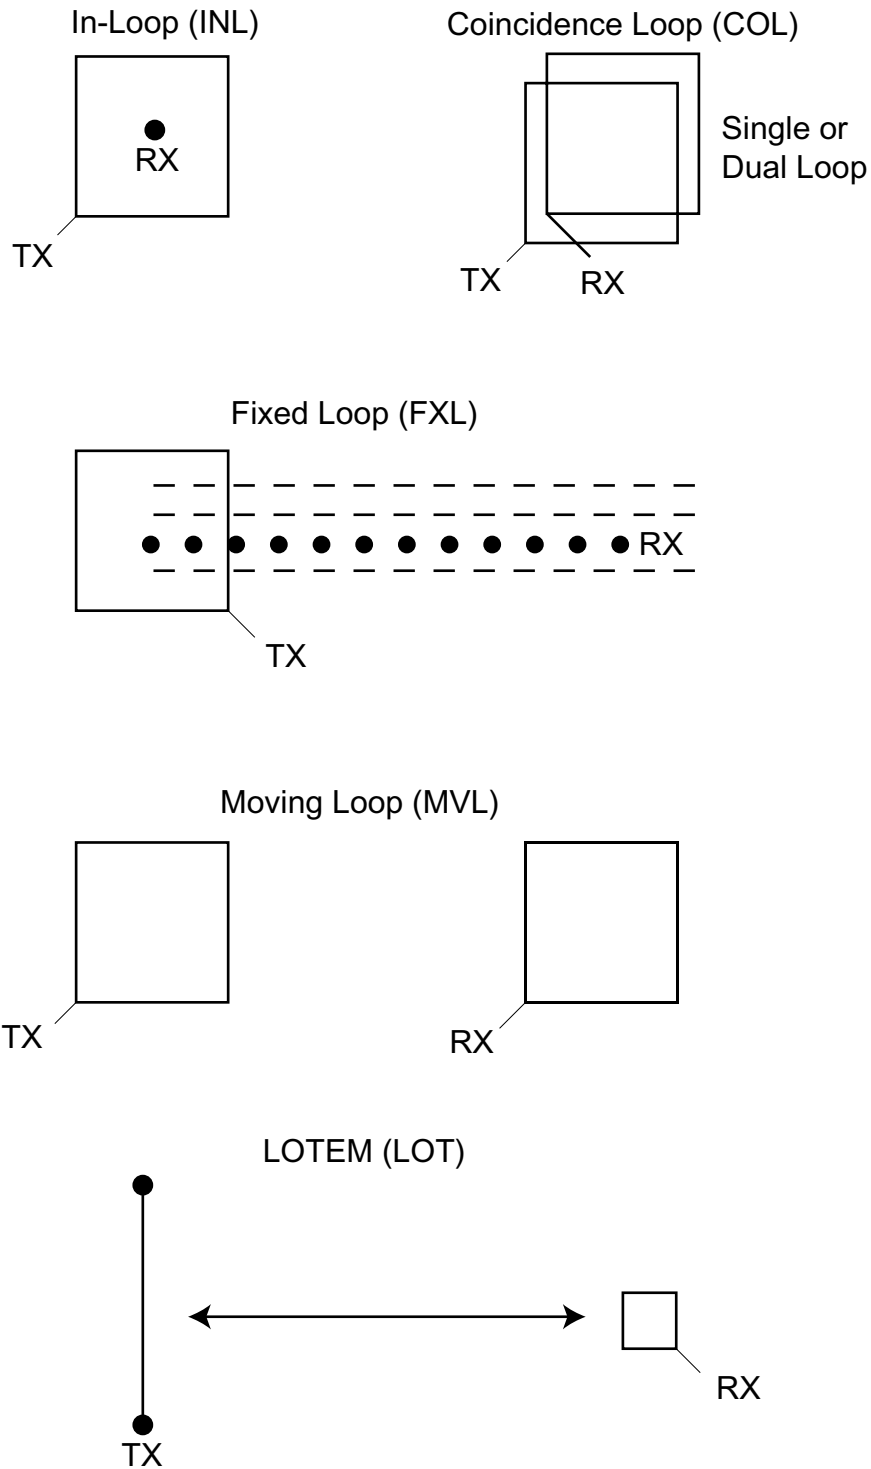 In-Loop (INL)
RX
TX
Coincidence Loop (COL)
Single or
Dual Loop
TX
RX
Fixed Loop (FXL)
RX
TX
Moving Loop (MVL)
TX
RX
LOTEM (LOT)
TX
RX